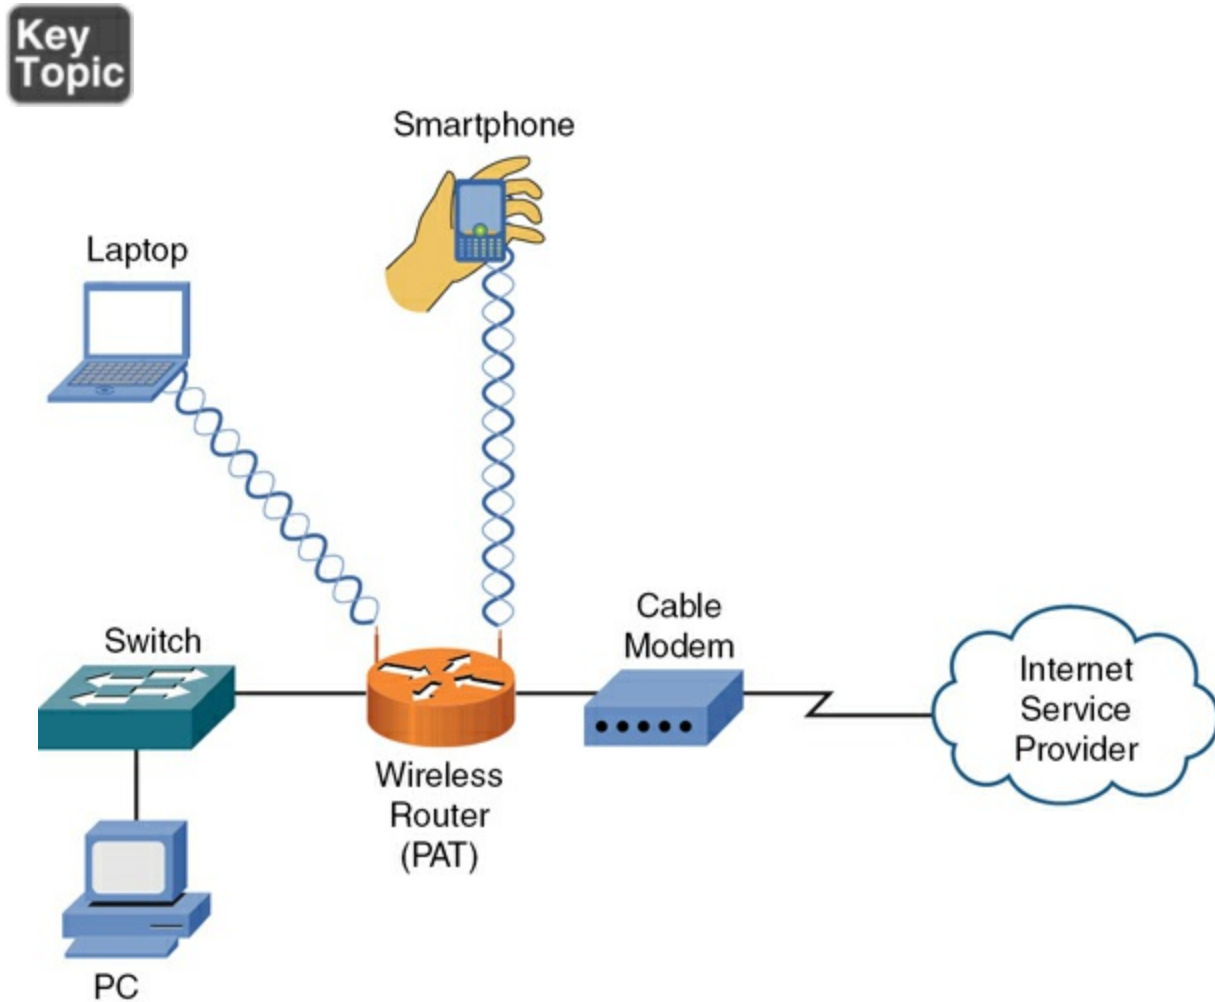 Key
Topic
Smartphone
Laptop
Cable
Modem
Switch
Internet
Service
Provider
Wireless
Router
(PAT)
PC